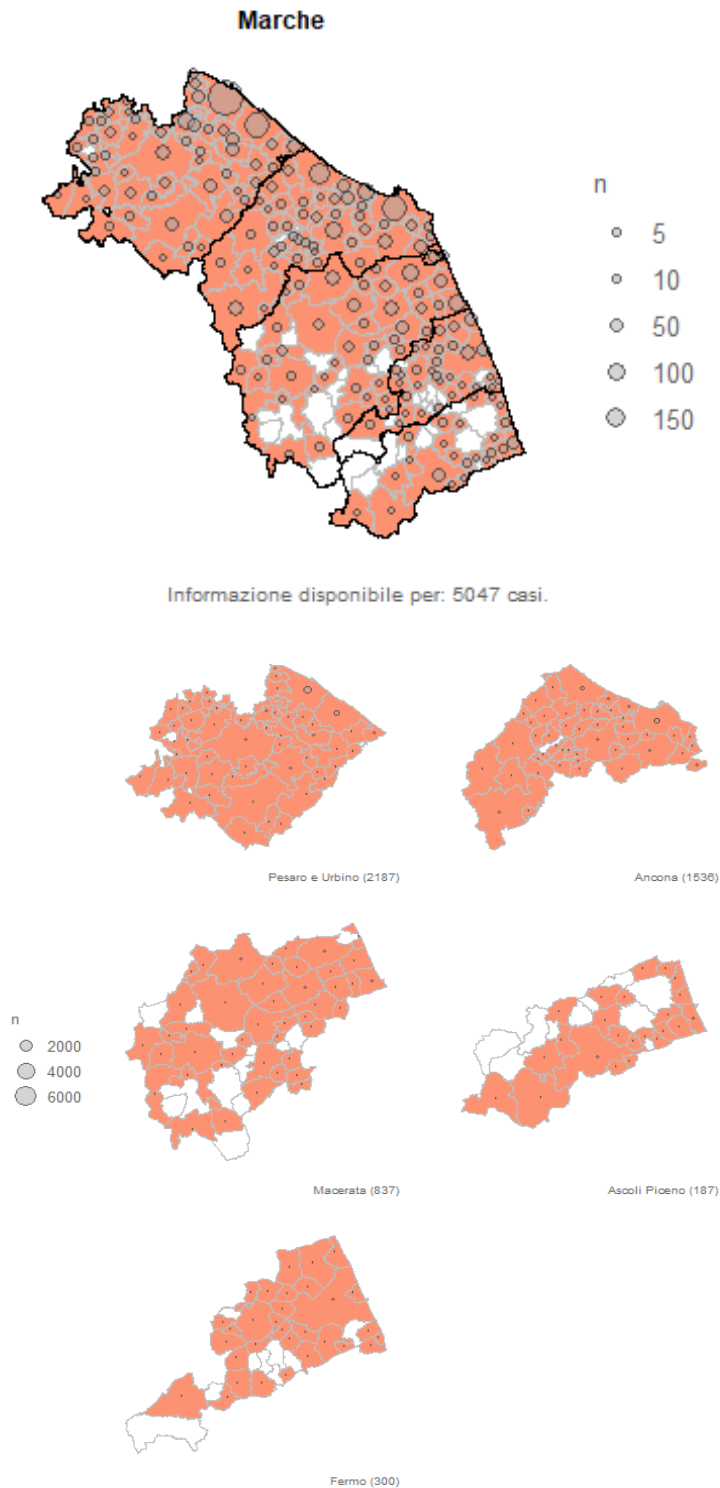 Marche
n
5
10
50
100
150
Informazione disponibile per: 5047 casi.
Pesaro e Urbino (2187)
Ancona (1536)
n
2000
4000
6000
Macerata (837)
Ascoli Piceno (187)
Fermo (300)